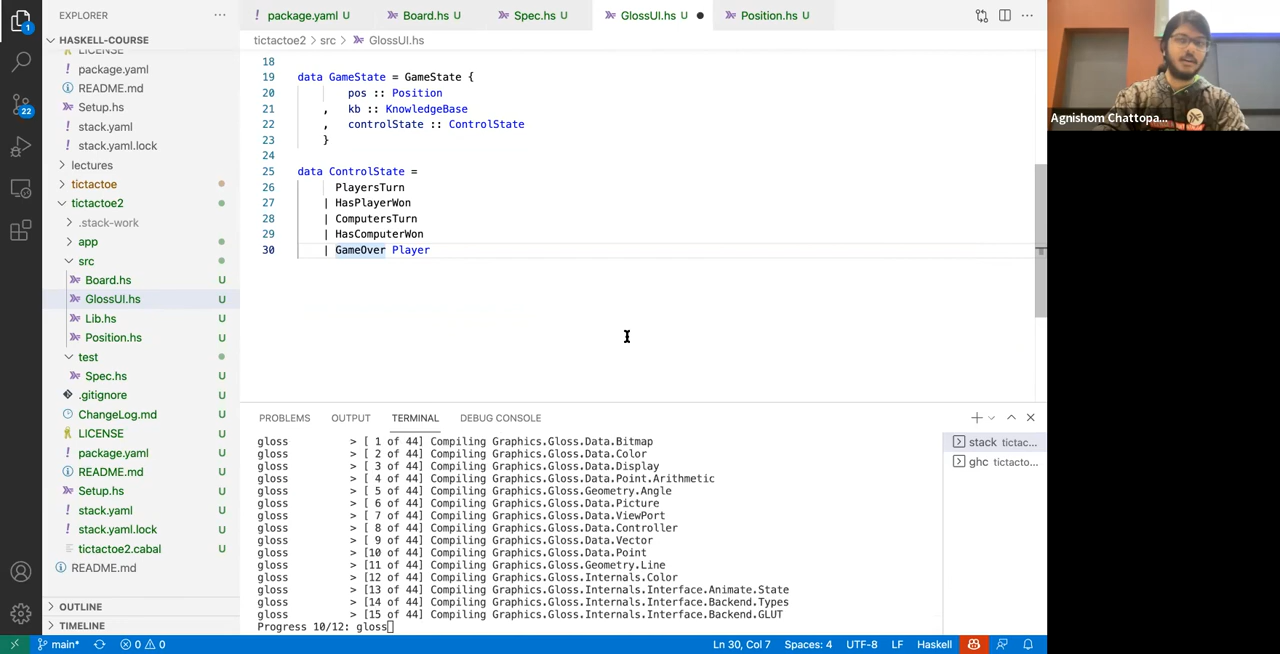 EXPLORER
HASKELL-COURSE
LICENSE
package.yaml
README.md
Setup.hs
stack.yaml
stack.yaml.lock
lectures
tictactoe
tictactoe2
.stack-work
app
src
Board.hs U
GlossUI.hs U
Lib.hs U
Position.hs U
test
Spec.hs U
.gitignore U
ChangeLog.md U
LICENSE U
package.yaml U
README.md U
Setup.hs U
stack.yaml U
stack.yaml.lock U
tictactoe2.cabal U
README.md
OUTLINE
TIMELINE
1
22
package.yaml U Board.hs U Spec.hs U GlossUI.hs U Position.hs U
tictactoe2 > src > GlossUI.hs
18
19 data GameState = GameState {
20 pos :: Position
21 , kb :: KnowledgeBase
22 , controlState :: ControlState
23 }
24
25 data ControlState =
26 PlayersTurn
27 | HasPlayerWon
28 | ComputersTurn
29 | HasComputerWon
30 | GameOver Player
PROBLEMS OUTPUT TERMINAL DEBUG CONSOLE
gloss > [ 1 of 44] Compiling Graphics.Gloss.Data.Bitmap
gloss > [ 2 of 44] Compiling Graphics.Gloss.Data.Color
gloss > [ 3 of 44] Compiling Graphics.Gloss.Data.Display
gloss > [ 4 of 44] Compiling Graphics.Gloss.Data.Point.Arithmetic
gloss > [ 5 of 44] Compiling Graphics.Gloss.Geometry.Angle
gloss > [ 6 of 44] Compiling Graphics.Gloss.Data.Picture
gloss > [ 7 of 44] Compiling Graphics.Gloss.Data.ViewPort
gloss > [ 8 of 44] Compiling Graphics.Gloss.Data.Controller
gloss > [ 9 of 44] Compiling Graphics.Gloss.Data.Vector
gloss > [10 of 44] Compiling Graphics.Gloss.Data.Point
gloss > [11 of 44] Compiling Graphics.Gloss.Geometry.Line
gloss > [12 of 44] Compiling Graphics.Gloss.Internals.Color
gloss > [13 of 44] Compiling Graphics.Gloss.Internals.Interface.Animate.State
gloss > [14 of 44] Compiling Graphics.Gloss.Internals.Interface.Backend.Types
gloss > [15 of 44] Compiling Graphics.Gloss.Internals.Interface.Backend.GLUT
Progress 10/12: gloss
stack tictac...
ghc tictacto...
main* 0 0 Ln 30, Col 7 Spaces: 4 UTF-8 LF Haskell
Agnishom Chattopa...